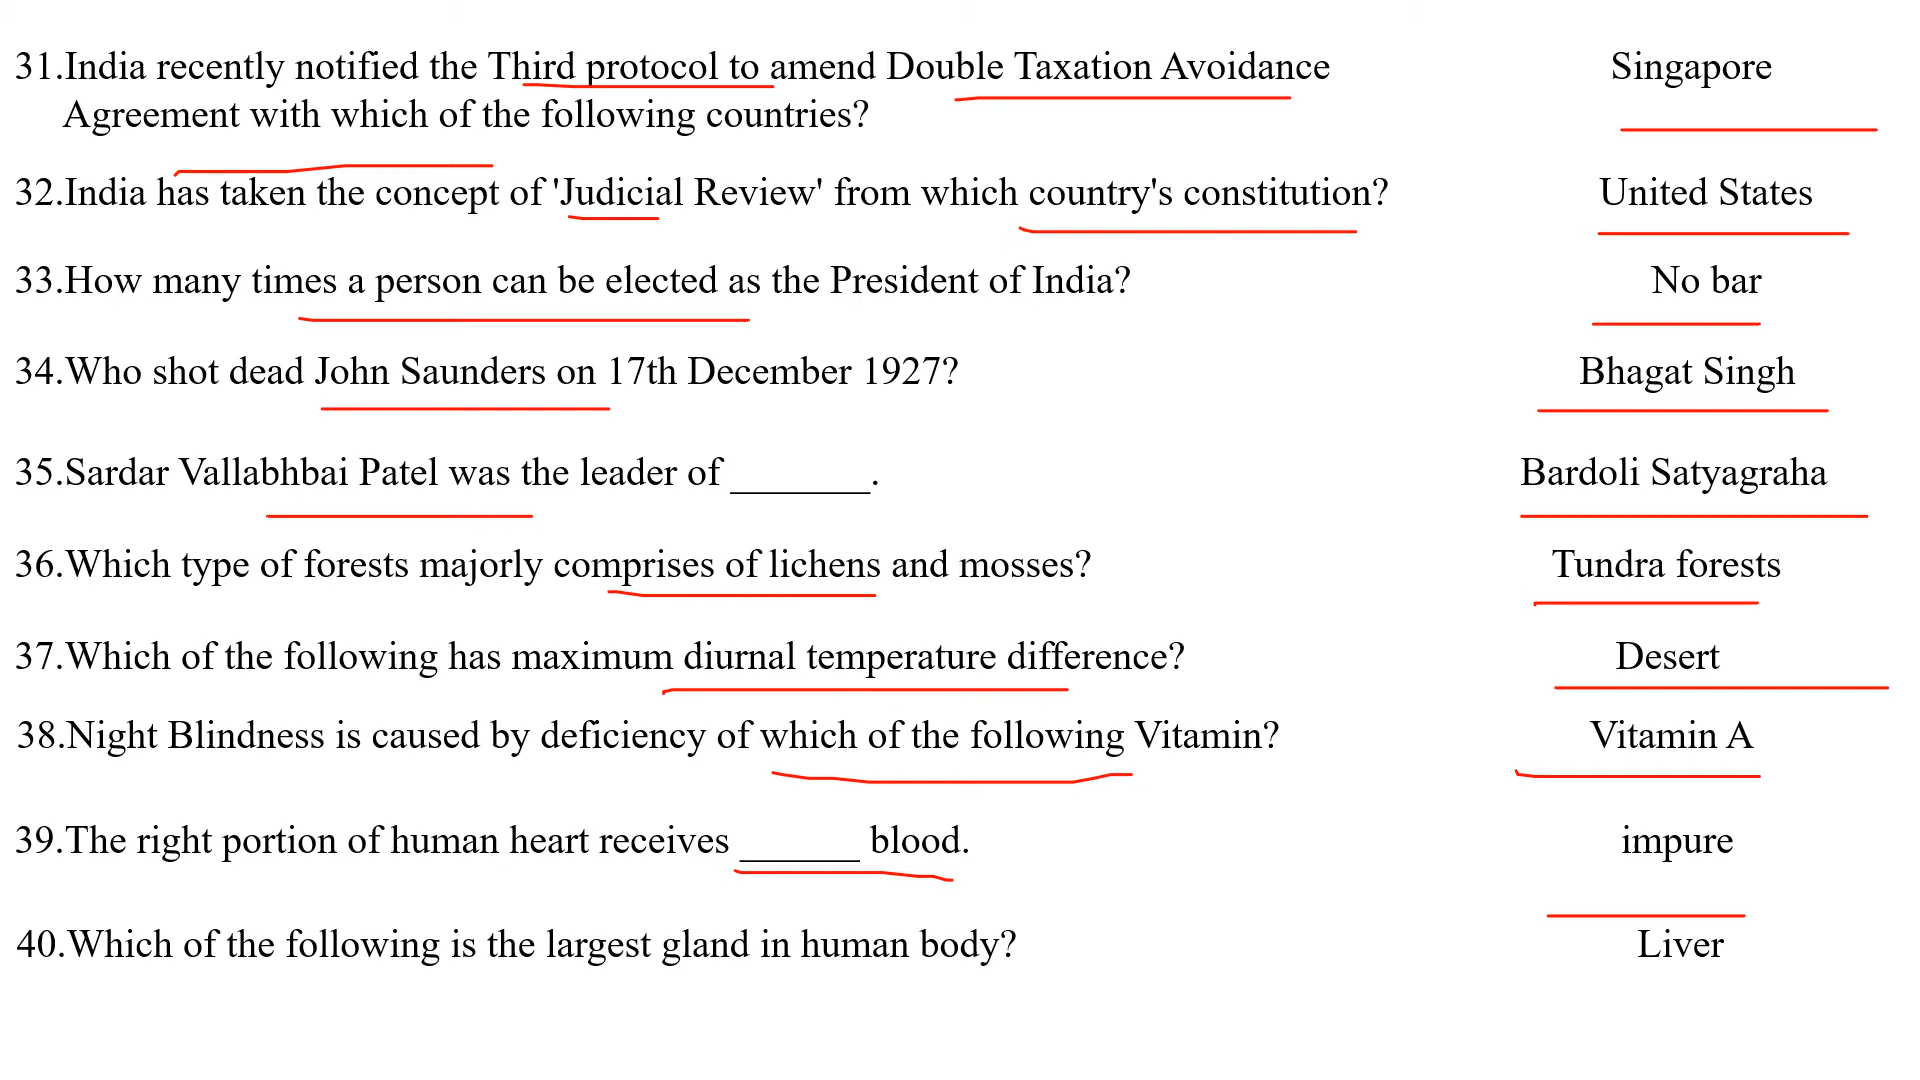 31.India recently notified the Third protocol to amend Double Taxation Avoidance Singapore
Agreement with which of the following countries?
32.India has taken the concept of 'Judicial Review' from which country's constitution? United States
33.How many times a person can be elected as the President of India? No bar
34.Who shot dead John Saunders on 17th December 1927? Bhagat Singh
35.Sardar Vallabhbai Patel was the leader of _______. Bardoli Satyagraha
36.Which type of forests majorly comprises of lichens and mosses? Tundra forests
37.Which of the following has maximum diurnal temperature difference? Desert
38.Night Blindness is caused by deficiency of which of the following Vitamin? Vitamin A
39.The right portion of human heart receives ______ blood. impure
40.Which of the following is the largest gland in human body? Liver